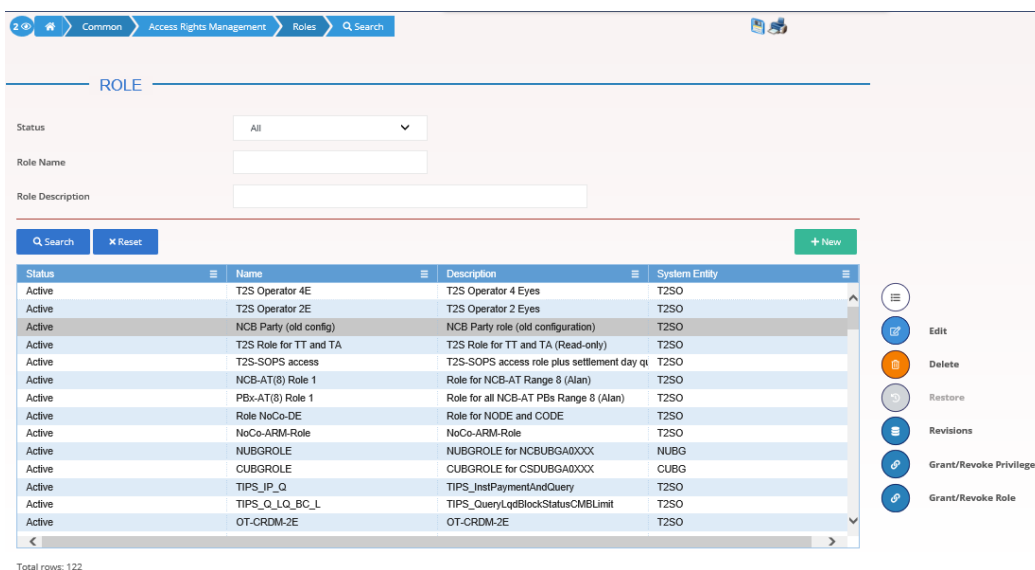 2 Common Access Rights Management Roles Search
ROLE
Status All
Role Name
Role Description
Search Reset New
Status Name Description System Entity
Active T2S Operator 4E T2S Operator 4 Eyes T2SO
Active T2S Operator 2E T2S Operator 2 Eyes T2SO
Active NCB Party (old config) NCB Party role (old configuration) T2SO
Active T2S Role for TT and TA T2S Role for TT and TA (Read-only) T2SO
Active T2S-SOPS access T2S-SOPS access role plus settlement day qu T2SO
Active NCB-AT(8) Role 1 Role for NCB-AT Range 8 (Alan) T2SO
Active PBx-AT(8) Role 1 Role for all NCB-AT PBs Range 8 (Alan) T2SO
Active Role NoCo-DE Role for NODE and CODE T2SO
Active NoCo-ARM-Role NoCo-ARM-Role T2SO
Active NUBGROLE NUBGROLE for NCBUBGA0XXX NUBG
Active CUBGROLE CUBGROLE for CSDUBGA0XXX CUBG
Active TIPS_IP_Q TIPS_InstPaymentAndQuery T2SO
Active TIPS_Q_LQ_BC_L TIPS_QueryLqdBlockStatusCMBLimit T2SO
Active OT-CRDM-2E OT-CRDM-2E T2SO
Total rows: 122
Edit
Delete
Restore
Revisions
Grant/Revoke Privilege
Grant/Revoke Role